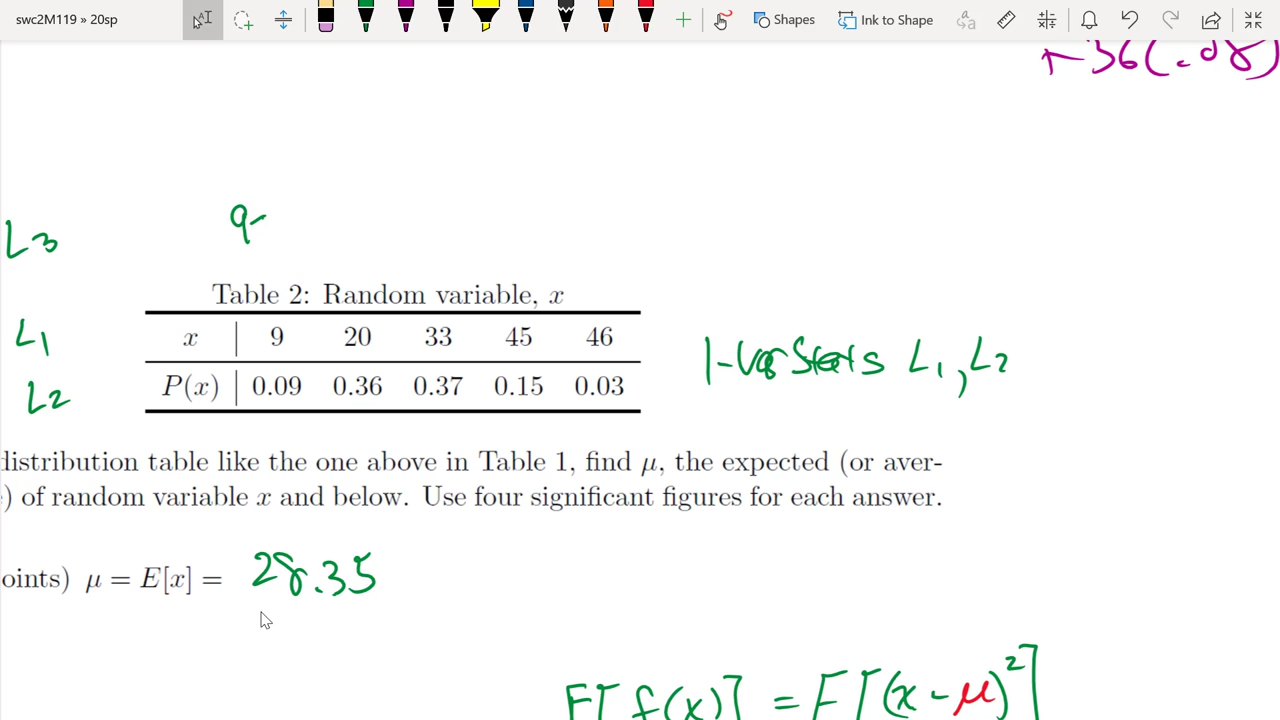 swc2M119 » 20sp
Shapes
Ink to Shape
+36(.08)
9-
L3
Table 2: Random variable, x
x | 9 20 33 45 46
L1
1-Var Stats L1, L2
P(x) | 0.09 0.36 0.37 0.15 0.03
L2
distribution table like the one above in Table 1, find μ, the expected (or aver-
e) of random variable x and below. Use four significant figures for each answer.
oints) μ = E[x] = 28.35
E[f(x)] = E[(x-μ)²]